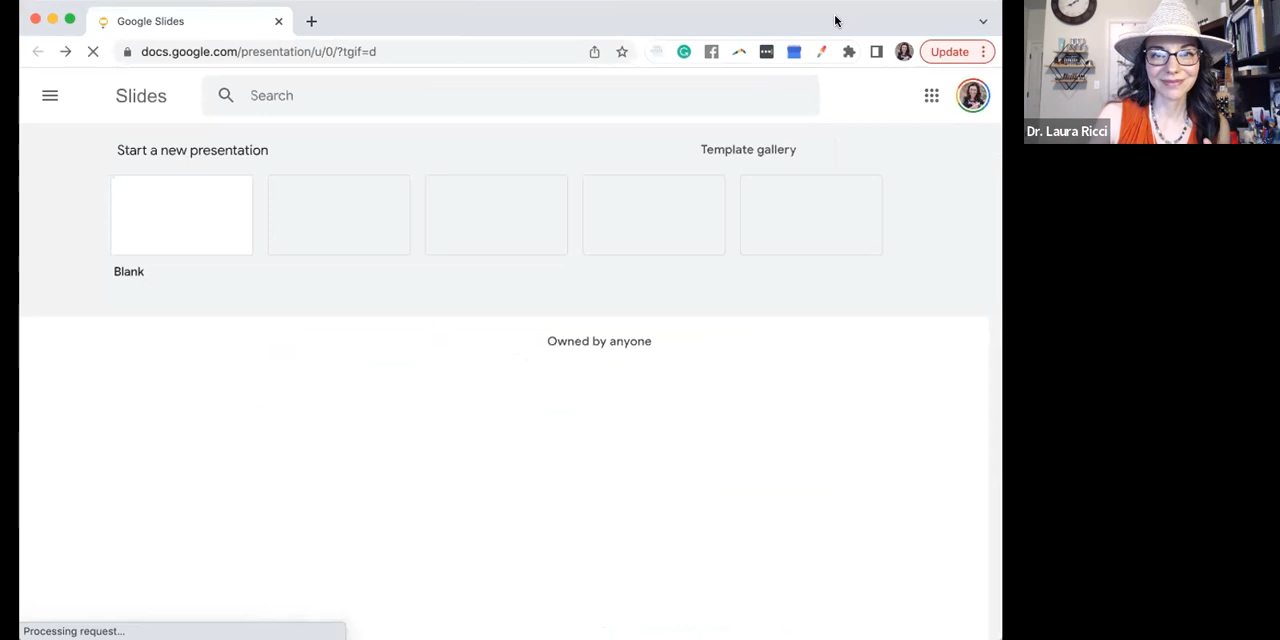 Google Slides
docs.google.com/presentation/u/0/?tgif=d
Update
Slides
Search
Start a new presentation
Template gallery
Blank
Owned by anyone
Processing request...
Dr. Laura Ricci